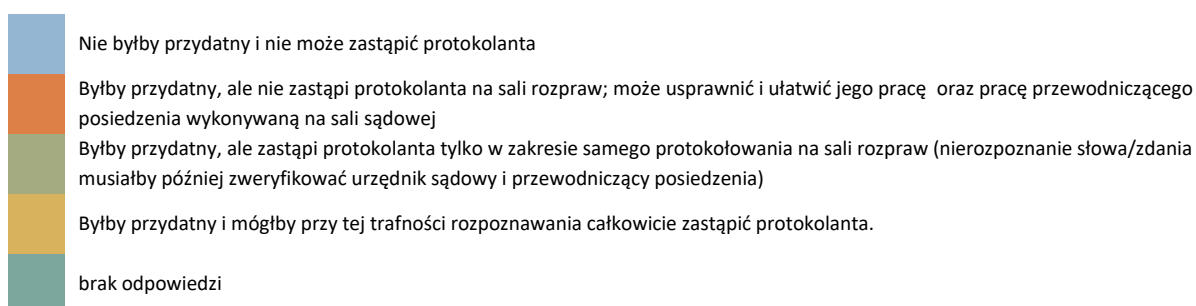 Nie byłby przydatny i nie może zastąpić protokolanta
Byłby przydatny, ale nie zastąpi protokolanta na sali rozpraw; może usprawnić i ułatwić jego pracę oraz pracę przewodniczącego
posiedzenia wykonywaną na sali sądowej
Byłby przydatny, ale zastąpi protokolanta tylko w zakresie samego protokołowania na sali rozpraw (nierozpoznanie słowa/zdania
musiałby później zweryfikować urzędnik sądowy i przewodniczący posiedzenia)
Byłby przydatny i mógłby przy tej trafności rozpoznawania całkowicie zastąpić protokolanta.
brak odpowiedzi